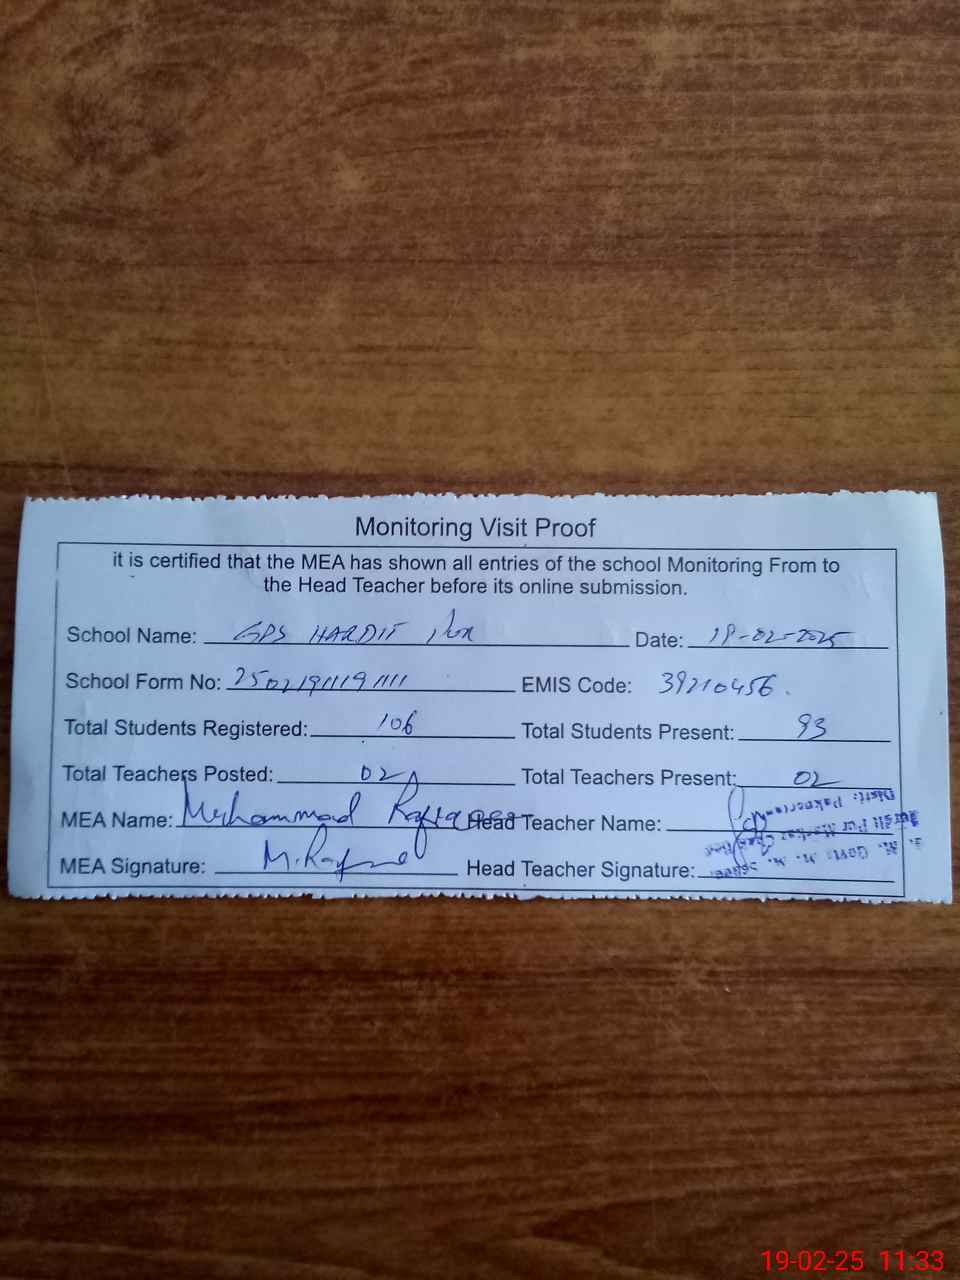 Monitoring Visit Proof
it is certified that the MEA has shown all entries of the school Monitoring From to
the Head Teacher before its online submission.
School Name: GPS HARDIT Date: 19-02-2025
School Form No: 2502191119 1111 EMIS Code: 39210456.
Total Students Registered: 106 Total Students Present: 93
Total Teachers Posted: 02 Total Teachers Present: 02
MEA Name: Muhammad Head Teacher Name:
MEA Signature: Head Teacher Signature:
19-02-25 11:33